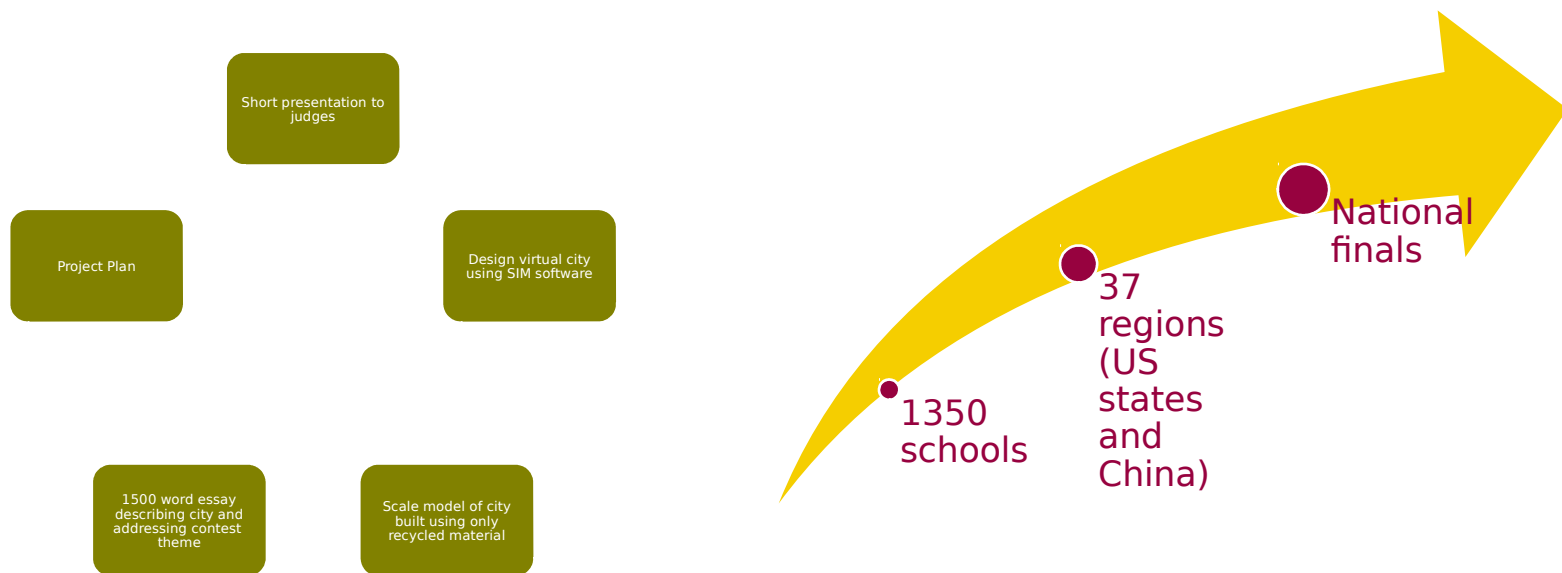 Short presentation to
judges
Project Plan
Design virtual city
using SIM software
1500 word essay
describing city and
addressing contest
theme
Scale model of city
built using only
recycled material
1350
schools
37
regions
(US
states
and
China)
National
finals